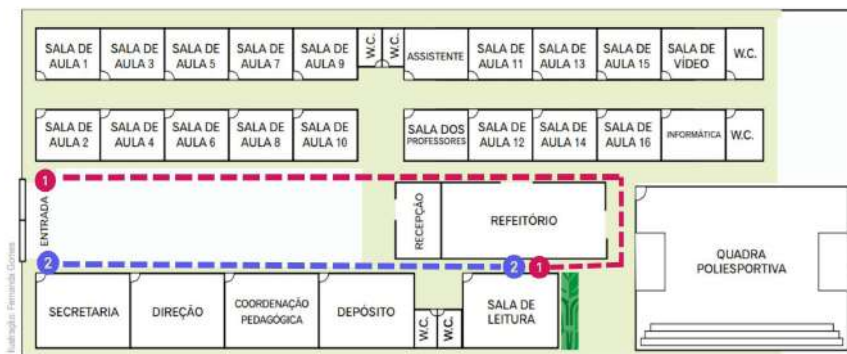 SALA DE
AULA 1
SALA DE
AULA 3
SALA DE
AULA 5
SALA DE
AULA 7
SALA DE
AULA 9
W.C.
W.C.
ASSISTENTE
SALA DE
AULA 11
SALA DE
AULA 13
SALA DE
AULA 15
SALA DE
VÍDEO
W.C.
SALA DE
AULA 2
SALA DE
AULA 4
SALA DE
AULA 6
SALA DE
AULA 8
SALA DE
AULA 10
SALA DOS
PROFESSORES
SALA DE
AULA 12
SALA DE
AULA 14
SALA DE
AULA 16
INFORMÁTICA
W.C.
1
ENTRADA
RECEPÇÃO
REFEITÓRIO
QUADRA
POLIESPORTIVA
2
2
1
SECRETARIA
DIREÇÃO
COORDENAÇÃO
PEDAGÓGICA
DEPÓSITO
W.C.
W.C.
SALA DE
LEITURA
Ilustração: Fernanda Gomes